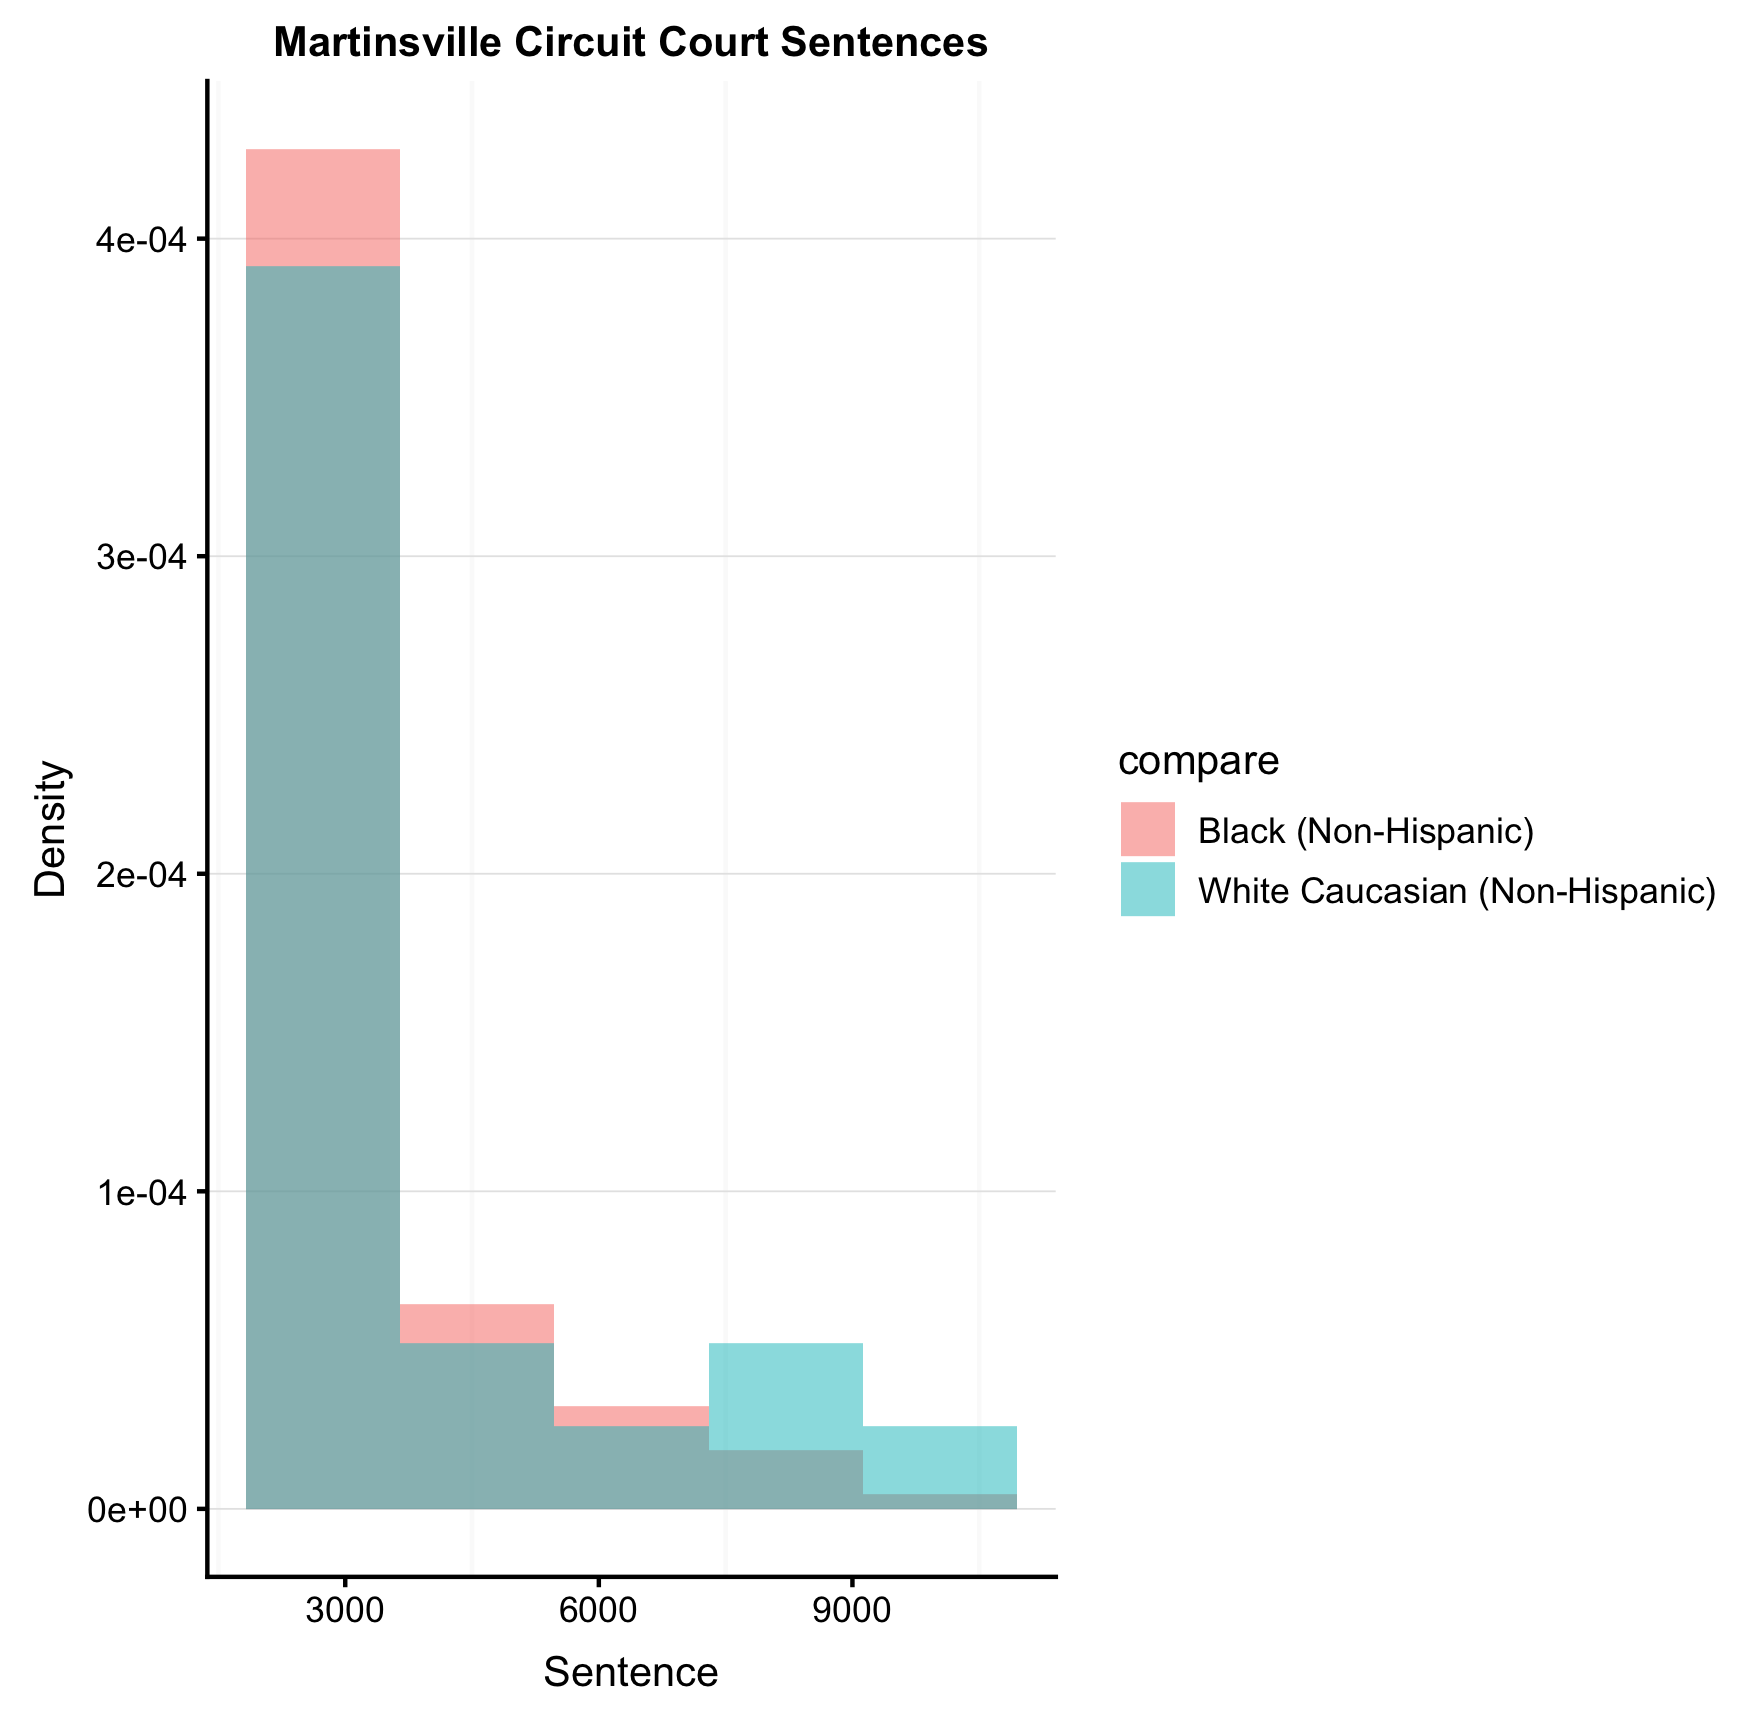 Martinsville Circuit Court Sentences
4e-04
3e-04
2e-04
1e-04
0e+00
Density
3000 6000 9000
Sentence
compare
Black (Non-Hispanic)
White Caucasian (Non-Hispanic)